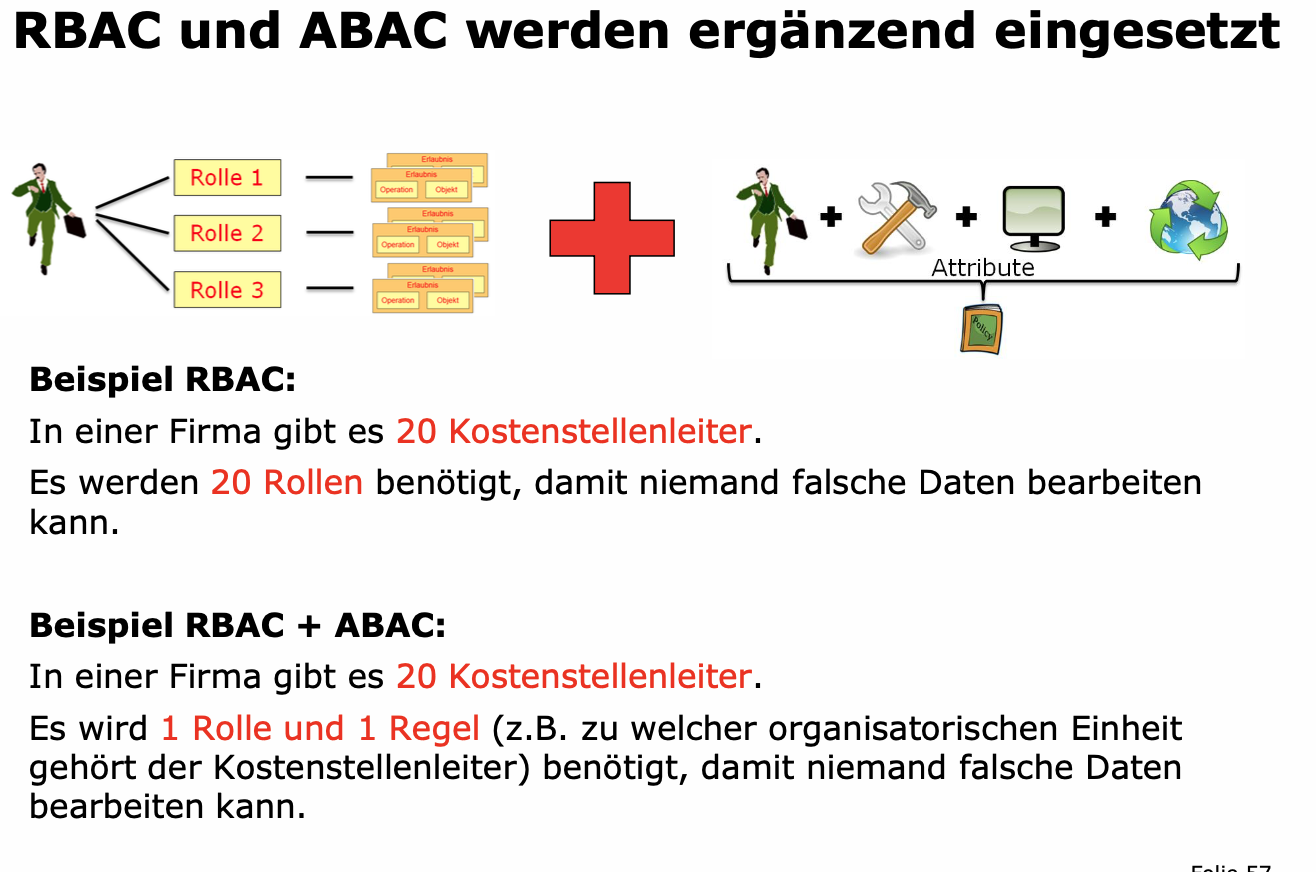 RBAC und ABAC werden ergänzend eingesetzt
Rolle 1
Erlaubnis
Erlaubnis
Operation
Objekt
Rolle 2
Erlaubnis
Erlaubnis
Operation
Objekt
Rolle 3
Erlaubnis
Erlaubnis
Operation
Objekt
Attribute
Policy
Beispiel RBAC:
In einer Firma gibt es 20 Kostenstellenleiter.
Es werden 20 Rollen benötigt, damit niemand falsche Daten bearbeiten
kann.
Beispiel RBAC + ABAC:
In einer Firma gibt es 20 Kostenstellenleiter.
Es wird 1 Rolle und 1 Regel (z.B. zu welcher organisatorischen Einheit
gehört der Kostenstellenleiter) benötigt, damit niemand falsche Daten
bearbeiten kann.
Folie 57